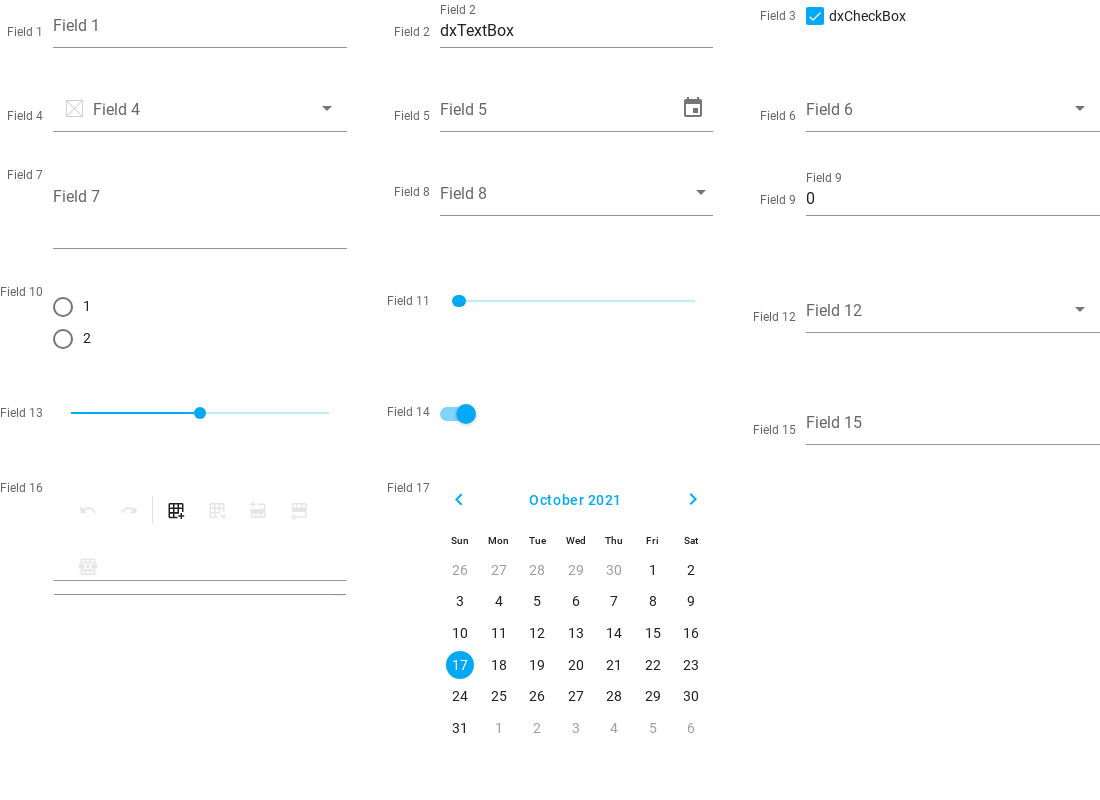 Field 1
Field 1
Field 2
Field 2
dxTextBox
Field 3
dxCheckBox
Field 4
Field 4
Field 5
Field 5
Field 6
Field 6
Field 7
Field 7
Field 8
Field 8
Field 9
Field 9
0
Field 10
1
2
Field 11
Field 12
Field 12
Field 13
Field 14
Field 15
Field 15
Field 16
Field 17
October 2021
Sun Mon Tue Wed Thu Fri Sat
26 27 28 29 30 1 2
3 4 5 6 7 8 9
10 11 12 13 14 15 16
17 18 19 20 21 22 23
24 25 26 27 28 29 30
31 1 2 3 4 5 6